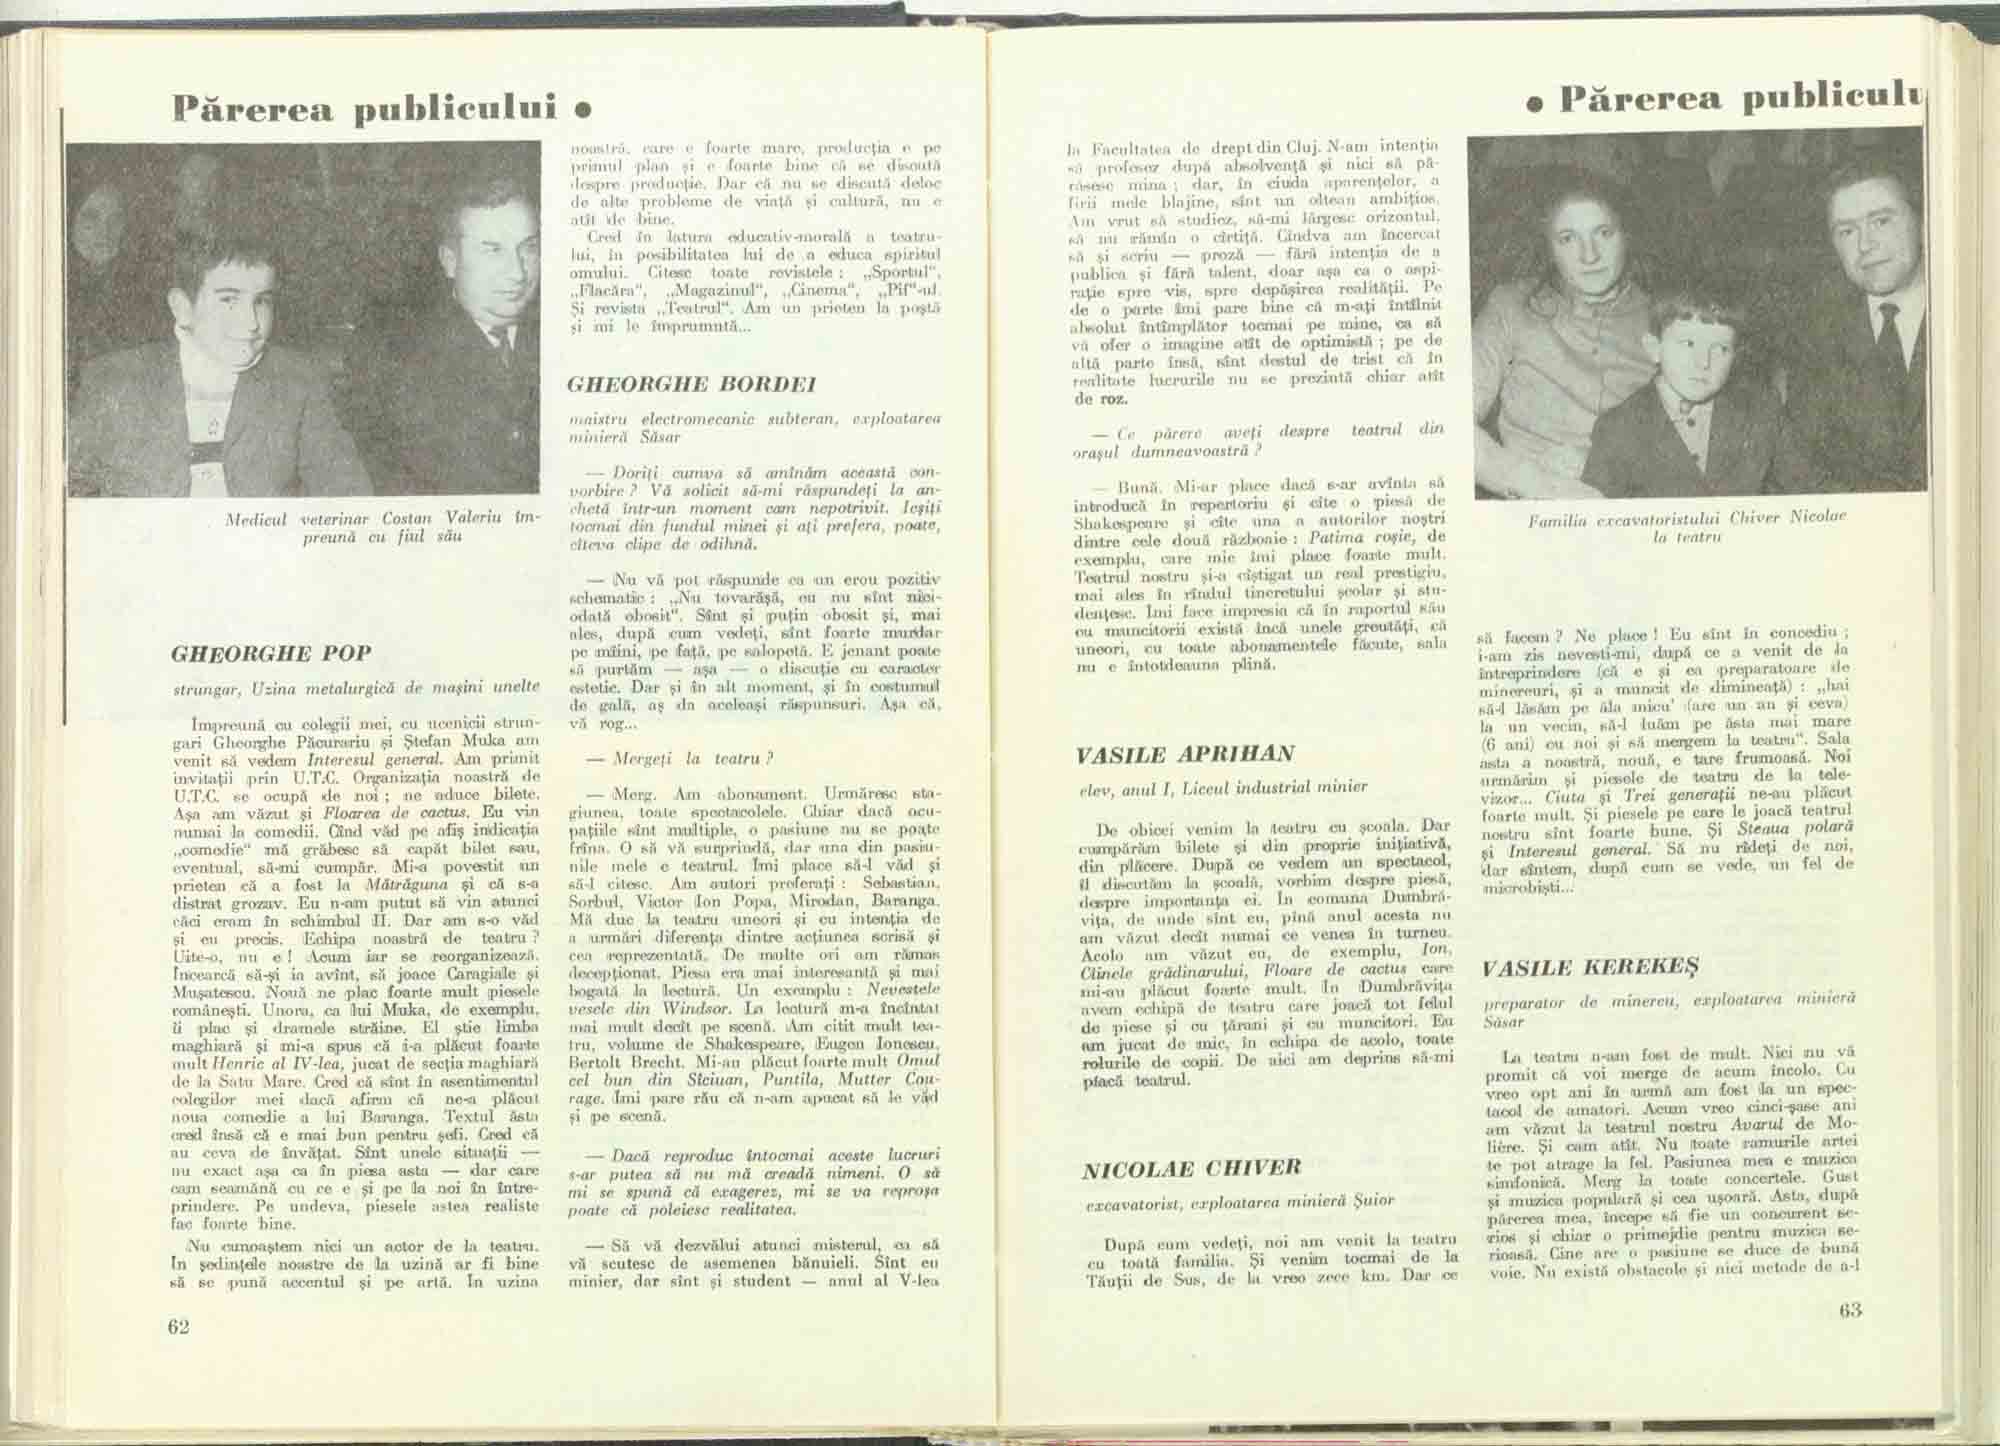 Părerea publicului ●
Medicul veterinar Costan Valeriu îm-
preună cu fiul său
GHEORGHE POP
strungar, Uzina metalurgică de mașini unelte
Împreună cu colegii mei, cu ucenicii strun-
gari Gheorghe Păcurariu și Ștefan Muka am
venit să vedem Interesul general. Am primit
invitații prin U.T.C. Organizația noastră de
U.T.C. se ocupă de noi ; ne aduce bilete.
Așa am văzut și Floarea de cactus. Eu vin
numai la comedii. Cînd văd pe afiș indicația
„comedie“ mă grăbesc să capăt bilet sau,
eventual, să-mi cumpăr. Mi-a povestit un
prieten că a fost la Mătrăguna și că s-a
distrat grozav. Eu n-am putut să vin atunci
căci eram în schimbul II. Dar am s-o văd
și eu precis. Echipa noastră de teatru ?
Uite-o, nu e ! Acum iar se reorganizează.
Încearcă să-și ia avînt, să joace Caragiale și
Mușatescu. Nouă ne plac foarte mult piesele
românești. Unora, ca lui Muka, de exemplu,
îi plac și dramele străine. El știe limba
maghiară și mi-a spus că i-a plăcut foarte
mult Henric al IV-lea, jucat de secția maghiară
de la Satu Mare. Cred că sînt în asentimentul
colegilor mei dacă afirm că ne-a plăcut
noua comedie a lui Baranga. Textul ăsta
cred însă că e mai bun pentru șefi. Cred că
au ceva de învățat. Sînt unele situații —
nu exact așa ca în piesa asta — dar care
cam seamănă cu ce e și pe la noi în între-
prindere. Pe undeva, piesele astea realiste
fac foarte bine.
Nu cunoaștem nici un actor de la teatru.
În ședințele noastre de la uzină ar fi bine
să se pună accentul și pe artă. În uzina
62
noastră, care e foarte mare, producția e pe
primul plan și e foarte bine că se discută
despre producție. Dar că nu se discută deloc
de alte probleme de viață și cultură, nu e
atît de bine.
Cred în latura educativ-morală a teatru-
lui, în posibilitatea lui de a educa spiritul
omului. Citesc toate revistele : „Sportul“,
„Flacăra“, „Magazinul“, „Cinema“, „Pif“-ul.
Și revista „Teatrul“. Am un prieten la poștă
și mi le împrumută...
GHEORGHE BORDEI
maistru electromecanic subteran, exploatarea
minieră Săsar
— Doriți cumva să amînăm această con-
vorbire ? Vă solicit să-mi răspundeți la an-
chetă într-un moment cam nepotrivit. Ieșiți
tocmai din fundul minei și ați prefera, poate,
cîteva clipe de odihnă.
— Nu vă pot răspunde ca un erou pozitiv
schematic : „Nu tovarășă, eu nu sînt nici-
odată obosit“. Sînt și puțin obosit și, mai
ales, după cum vedeți, sînt foarte murdar
pe mîini, pe față, pe salopetă. E jenant poate
să purtăm — așa — o discuție cu caracter
estetic. Dar și în alt moment, și în costumul
de gală, aș da aceleași răspunsuri. Așa că,
vă rog...
— Mergeți la teatru ?
— Merg. Am abonament. Urmăresc sta-
giunea, toate spectacolele. Chiar dacă ocu-
pațiile sînt multiple, o pasiune nu se poate
frîna. O să vă surprindă, dar una din pasiu-
nile mele e teatrul. Îmi place să-l văd și
să-l citesc. Am autori preferați : Sebastian,
Sorbul, Victor Ion Popa, Mirodan, Baranga.
Mă duc la teatru uneori și cu intenția de
a urmări diferența dintre acțiunea scrisă și
cea reprezentată. De multe ori am rămas
decepționat. Piesa era mai interesantă și mai
bogată la lectură. Un exemplu : Nevestele
vesele din Windsor. La lectură m-a încîntat
mai mult decît pe scenă. Am citit mult tea-
tru, volume de Shakespeare, Eugen Ionescu,
Bertolt Brecht. Mi-au plăcut foarte mult Omul
cel bun din Sîciuan, Puntila, Mutter Cou-
rage. Îmi pare rău că n-am apucat să le văd
și pe scenă.
— Dacă reproduc întocmai aceste lucruri
s-ar putea să nu mă creadă nimeni. O să
mi se spună că exagerez, mi se va reproșa
poate că poleiesc realitatea.
— Să vă dezvălui atunci misterul, ca să
vă scutesc de asemenea bănuieli. Sînt eu
minier, dar sînt și student — anul al V-lea
● Părerea publicului
la Facultatea de drept din Cluj. N-am intenția
să profesez după absolvență și nici să pă-
răsesc mina ; dar, în ciuda aparențelor, a
firii mele blajine, sînt un oltean ambițios.
Am vrut să studiez, să-mi lărgesc orizontul,
să nu rămîn o cîrtiță. Cîndva am încercat
să și scriu — proză — fără intenția de a
publica și fără talent, doar așa ca o aspi-
rație spre vis, spre depășirea realității. Pe
de o parte îmi pare bine că m-ați întîlnit
absolut întîmplător tocmai pe mine, ca să
vă ofer o imagine atît de optimistă ; pe de
altă parte însă, sînt destul de trist că în
realitate lucrurile nu se prezintă chiar atît
de roz.
— Ce părere aveți despre teatrul din
orașul dumneavoastră ?
— Bună. Mi-ar place dacă s-ar avînta să
introducă în repertoriu și cîte o piesă de
Shakespeare și cîte una a autorilor noștri
dintre cele două războaie : Patima roșie, de
exemplu, care mie îmi place foarte mult.
Teatrul nostru și-a cîștigat un real prestigiu,
mai ales în rîndul tineretului școlar și stu-
dențesc. Îmi face impresia că în raportul său
cu muncitorii există încă unele greutăți, că
uneori, cu toate abonamentele făcute, sala
nu e întotdeauna plină.
VASILE APRIHAN
elev, anul I, Liceul industrial minier
De obicei venim la teatru cu școala. Dar
cumpărăm bilete și din proprie inițiativă,
din plăcere. După ce vedem un spectacol,
îl discutăm la școală, vorbim despre piesă,
despre importanța ei. În comuna Dumbră-
vița, de unde sînt eu, pînă anul acesta nu
am văzut decît numai ce venea în turneu.
Acolo am văzut eu, de exemplu, Ion,
Cîinele grădinarului, Floare de cactus care
mi-au plăcut foarte mult. În Dumbrăvița
avem echipă de teatru care joacă tot felul
de piese și cu țărani și cu muncitori. Eu
am jucat de mic, în echipa de acolo, toate
rolurile de copii. De aici am deprins să-mi
placă teatrul.
NICOLAE CHIVER
excavatorist, exploatarea minieră Șuior
După cum vedeți, noi am venit la teatru
cu toată familia. Și venim tocmai de la
Tăuții de Sus, de la vreo zece km. Dar ce
Familia excavatoristului Chiver Nicolae
la teatru
să facem ? Ne place ! Eu sînt în concediu ;
i-am zis nevesti-mi, după ce a venit de la
întreprindere (că e și ea preparatoare de
minereuri, și a muncit de dimineață) : „hai
să-l lăsăm pe ăla micu' (are un an și ceva)
la un vecin, să-l luăm pe ăsta mai mare
(6 ani) cu noi și să mergem la teatru“. Sala
asta a noastră, nouă, e tare frumoasă. Noi
urmărim și piesele de teatru de la tele-
vizor... Ciuta și Trei generații ne-au plăcut
foarte mult. Și piesele pe care le joacă teatrul
nostru sînt foarte bune. Și Steaua polară
și Interesul general. Să nu rîdeți de noi,
dar sîntem, după cum se vede, un fel de
microbiști...
VASILE KEREKEȘ
preparator de minereu, exploatarea minieră
Săsar
La teatru n-am fost de mult. Nici nu vă
promit că voi merge de acum încolo. Cu
vreo opt ani în urmă am fost la un spec-
tacol de amatori. Acum vreo cinci-șase ani
am văzut la teatrul nostru Avarul de Mo-
lière. Și cam atît. Nu toate ramurile artei
te pot atrage la fel. Pasiunea mea e muzica
simfonică. Merg la toate concertele. Gust
și muzica populară și cea ușoară. Asta, după
părerea mea, începe să fie un concurent se-
rios și chiar o primejdie pentru muzica se-
rioasă. Cine are o pasiune se duce de bună
voie. Nu există obstacole și nici metode de a-l
63